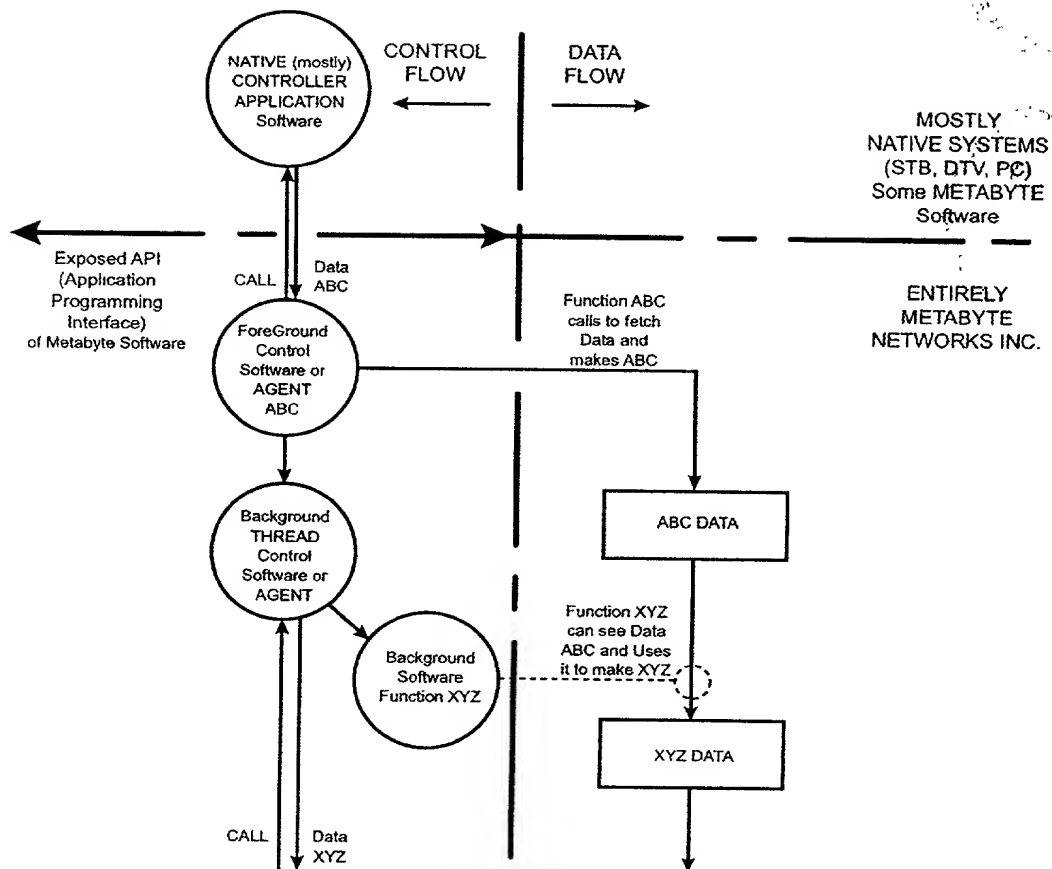 NATIVE (mostly)
CONTROLLER
APPLICATION
Software
CONTROL
FLOW
DATA
FLOW
MOSTLY
NATIVE SYSTEMS
(STB, DTV, PC)
Some METABYTE
Software
Exposed API
(Application
Programming
Interface)
of Metabyte Software
CALL
Data
ABC
ENTIRELY
METABYTE
NETWORKS INC.
Function ABC
calls to fetch
Data and
makes ABC
ForeGround
Control
Software or
AGENT
ABC
Background
THREAD
Control
Software or
AGENT
ABC DATA
Function XYZ
can see Data
ABC and Uses
it to make XYZ
Background
Software
Function XYZ
XYZ DATA
CALL
Data
XYZ